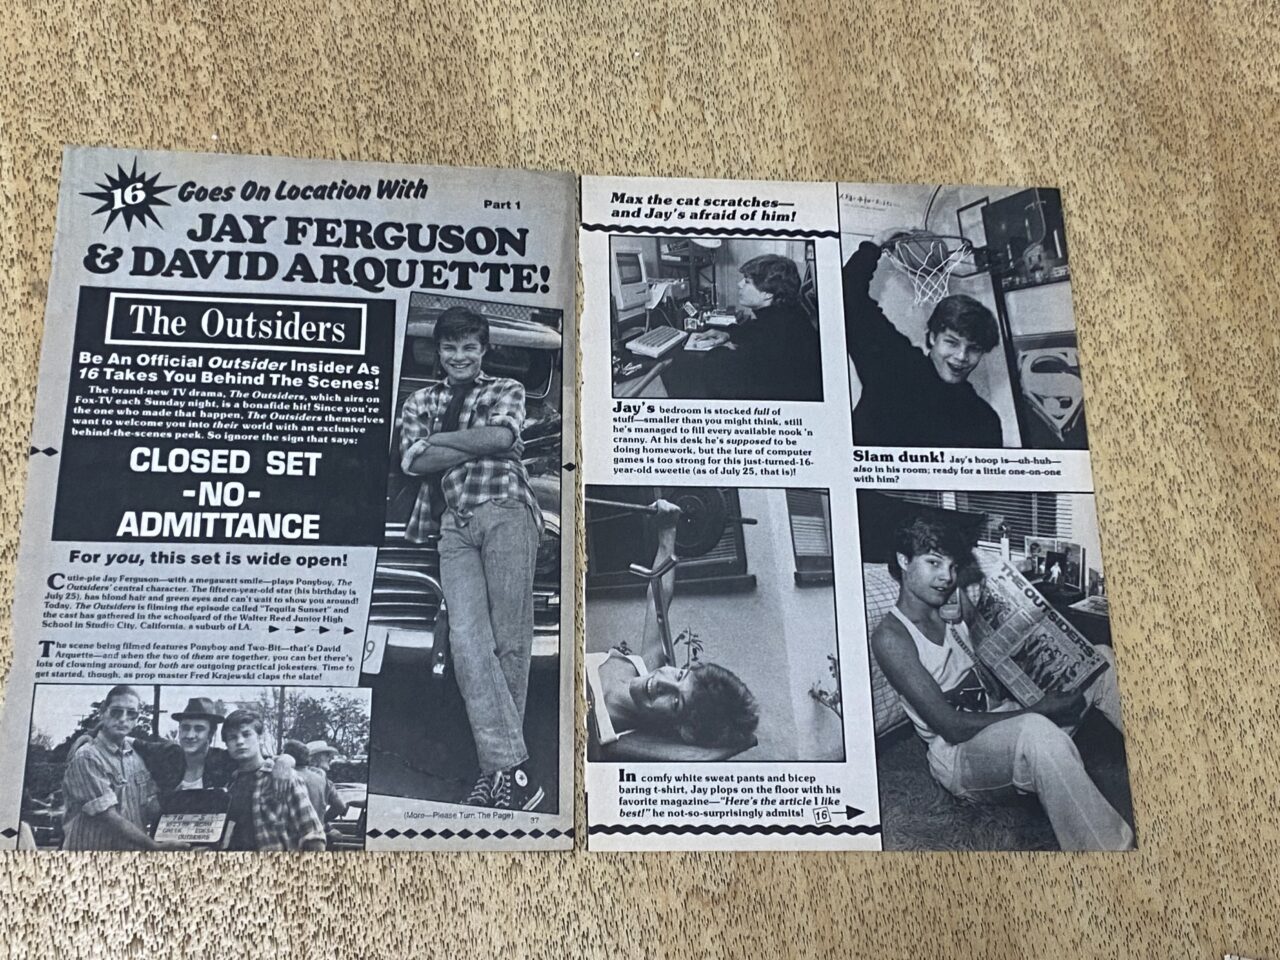 16 Goes On Location With
Part 1
JAY FERGUSON
& DAVID ARQUETTE!
The Outsiders
Be An Official Outsider Insider As
16 Takes You Behind The Scenes!
The brand-new TV drama, The Outsiders, which airs on
Fox-TV each Sunday night, is a bonafide hit! Since you're
the one who made that happen, The Outsiders themselves
want to welcome you into their world with an exclusive
behind-the-scenes peek. So ignore the sign that says:
CLOSED SET
-NO-
ADMITTANCE
For you, this set is wide open!
Cutie-pie Jay Ferguson—with a megawatt smile—plays Ponyboy, The
Outsiders' central character. The fifteen-year-old star (his birthday is
July 25), has blond hair and green eyes and can't wait to show you around!
Today, The Outsiders is filming the episode called "Tequila Sunset" and
the cast has gathered in the schoolyard of the Walter Reed Junior High
School in Studio City, California, a suburb of LA.
The scene being filmed features Ponyboy and Two-Bit—that's David
Arquette—and when the two of them are together, you can bet there's
lots of clowning around, for both are outgoing practical jokesters. Time to
get started, though, as prop master Fred Krajewski claps the slate!
OUTSIDERS
9
(More—Please Turn The Page)
37
Max the cat scratches—
and Jay's afraid of him!
Jay's bedroom is stocked full of
stuff—smaller than you might think, still
he's managed to fill every available nook 'n
cranny. At his desk he's supposed to be
doing homework, but the lure of computer
games is too strong for this just-turned-16-
year-old sweetie (as of July 25, that is)!
Slam dunk! Jay's hoop is—uh-huh—
also in his room; ready for a little one-on-one
with him?
THE OUTSIDERS
In comfy white sweat pants and bicep
baring t-shirt, Jay plops on the floor with his
favorite magazine—"Here's the article I like
best!" he not-so-surprisingly admits!
16